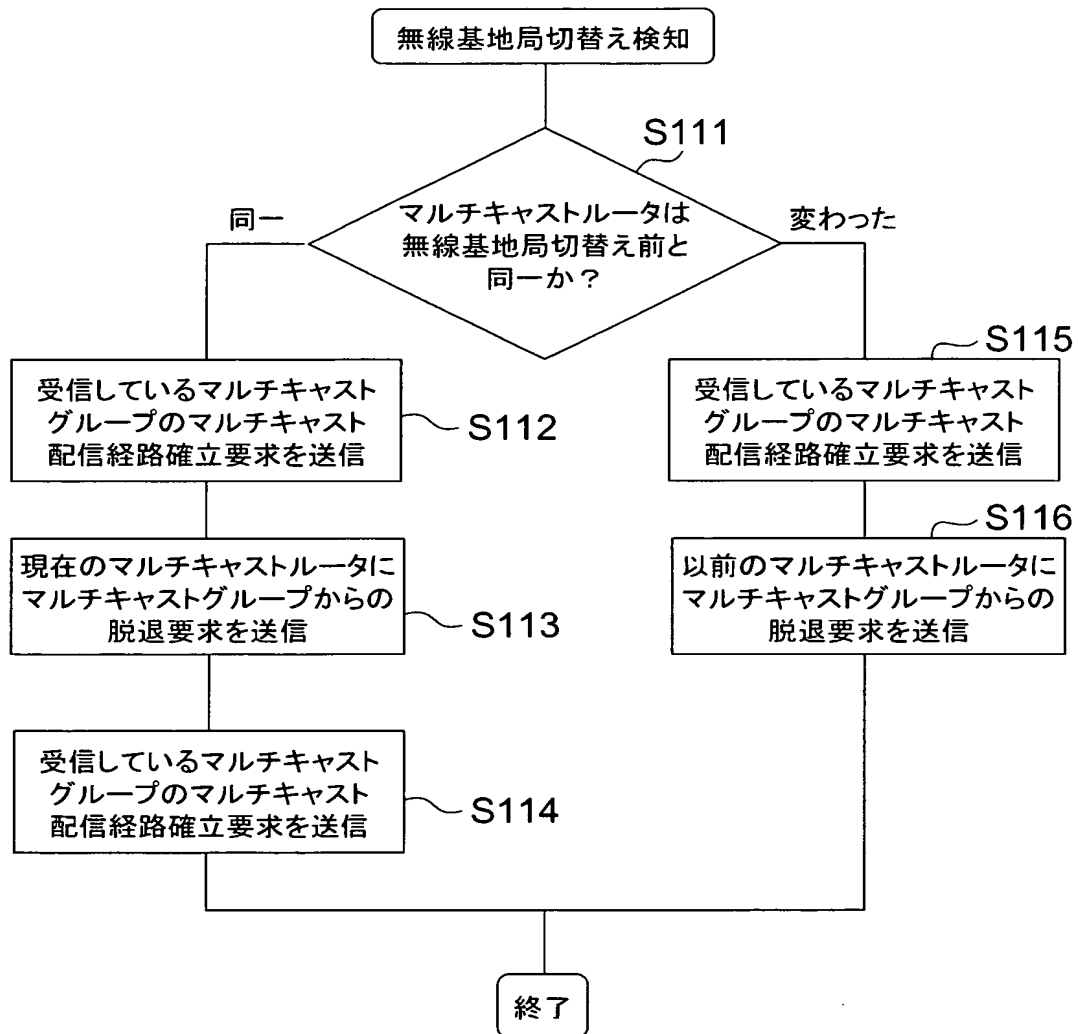 無線基地局切替え検知
S111
マルチキャストルータは
無線基地局切替え前と
同一か？
同一
変わった
受信しているマルチキャスト
グループのマルチキャスト
配信経路確立要求を送信
S112
現在のマルチキャストルータに
マルチキャストグループからの
脱退要求を送信
S113
受信しているマルチキャスト
グループのマルチキャスト
配信経路確立要求を送信
S114
S115
受信しているマルチキャスト
グループのマルチキャスト
配信経路確立要求を送信
S116
以前のマルチキャストルータに
マルチキャストグループからの
脱退要求を送信
終了